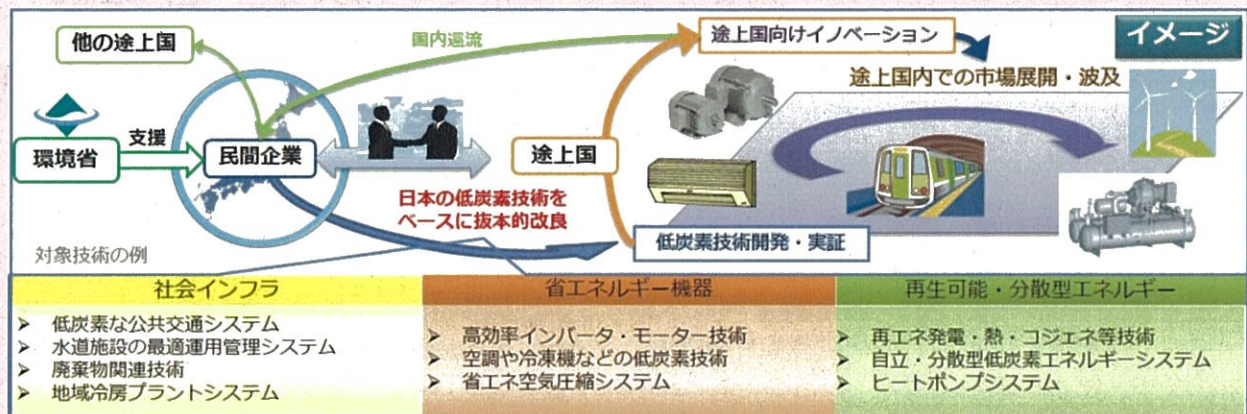 他の途上国
国内還流
途上国向けイノベーション
イメージ
途上国内での市場展開・波及
環境省
支援
民間企業
途上国
日本の低炭素技術を
ベースに抜本的改良
低炭素技術開発・実証
対象技術の例
社会インフラ
➤ 低炭素な公共交通システム
➤ 水道施設の最適運用管理システム
➤ 廃棄物関連技術
➤ 地域冷房プラントシステム
省エネルギー機器
➤ 高効率インバータ・モーター技術
➤ 空調や冷凍機などの低炭素技術
➤ 省エネ空気圧縮システム
再生可能・分散型エネルギー
➤ 再エネ発電・熱・コジェネ等技術
➤ 自立・分散型低炭素エネルギーシステム
➤ ヒートポンプシステム